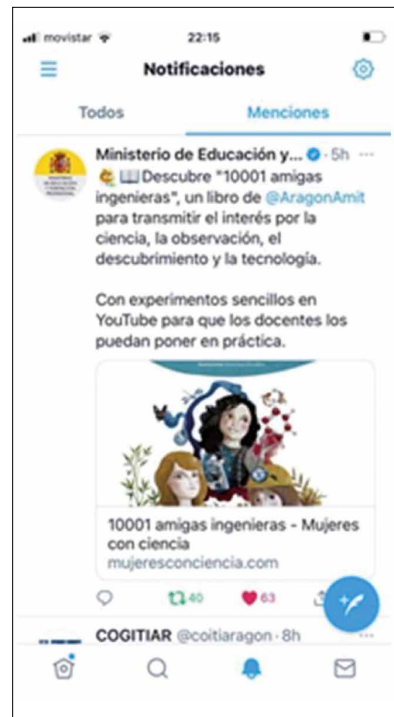 movistar 22:15
Notificaciones
Todos Menciones
Ministerio de Educación y... · 5h
Descubre "10001 amigas
ingenieras", un libro de @AragonAmit
para transmitir el interés por la
ciencia, la observación, el
descubrimiento y la tecnología.
Con experimentos sencillos en
YouTube para que los docentes los
puedan poner en práctica.
10001 amigas ingenieras - Mujeres
con ciencia
mujeresconciencia.com
40 63
COGITIAR @coitiaragon · 8h